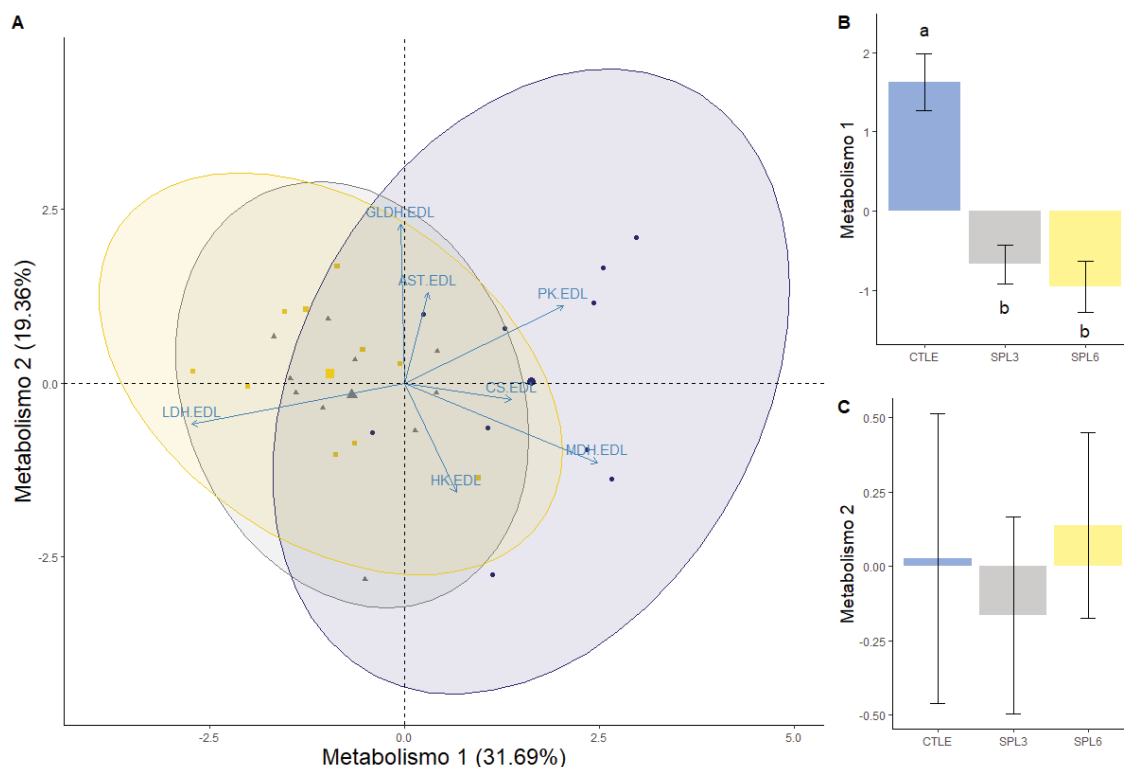 A
Metabolismo 2 (19.36%)
2.5
0.0
-2.5
GLDH.EDL
AST.EDL
PK.EDL
CS.EDL
LDH.EDL
MDH.EDL
HK.EDL
-2.5
0.0
2.5
5.0
Metabolismo 1 (31.69%)
B
Metabolismo 1
2
1
0
-1
a
b
b
CTLE
SPL3
SPL6
C
Metabolismo 2
0.50
0.25
0.00
-0.25
-0.50
CTLE
SPL3
SPL6